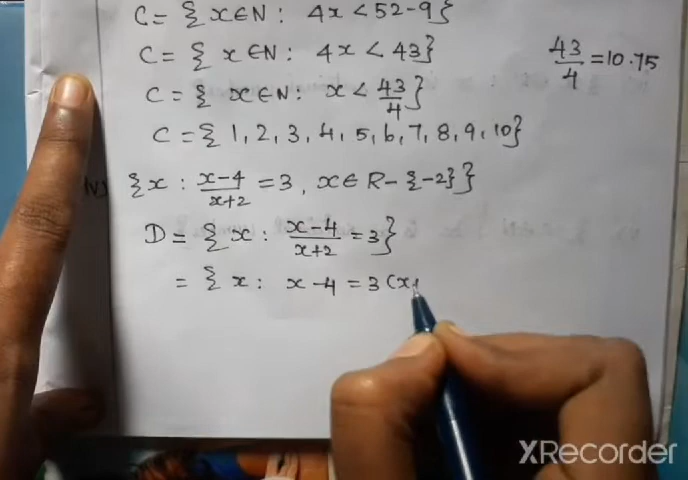 C = { x ∈ N : 4x < 52 - 9 }
C = { x ∈ N : 4x < 43 }
43/4 = 10.75
C = { x ∈ N : x < 43/4 }
C = { 1, 2, 3, 4, 5, 6, 7, 8, 9, 10 }
{ x : x-4/x+2 = 3 , x ∈ R - {-2} }
D = { x : x-4/x+2 = 3 }
= { x : x - 4 = 3 (x
XRecorder